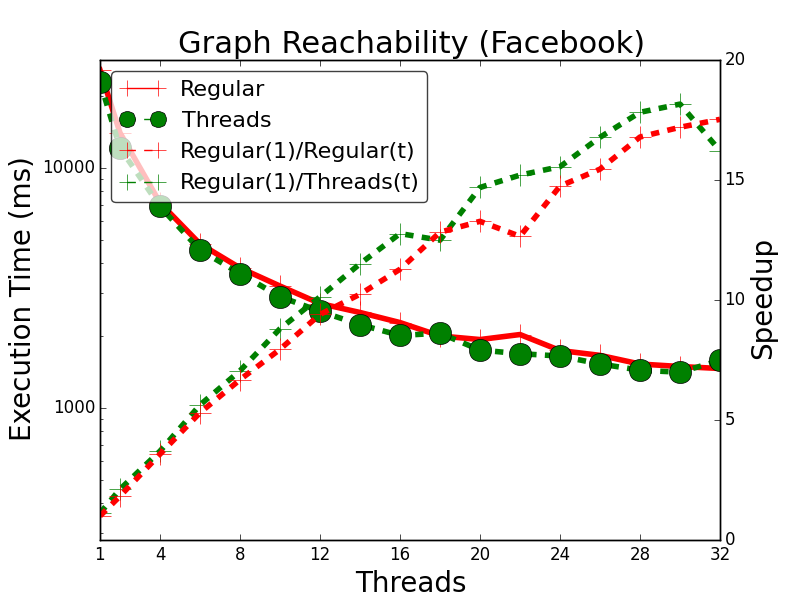 Graph Reachability (Facebook)
Regular
Threads
Regular(1)/Regular(t)
Regular(1)/Threads(t)
Execution Time (ms)
10000
1000
Speedup
20
15
10
5
0
1 4 8 12 16 20 24 28 32
Threads